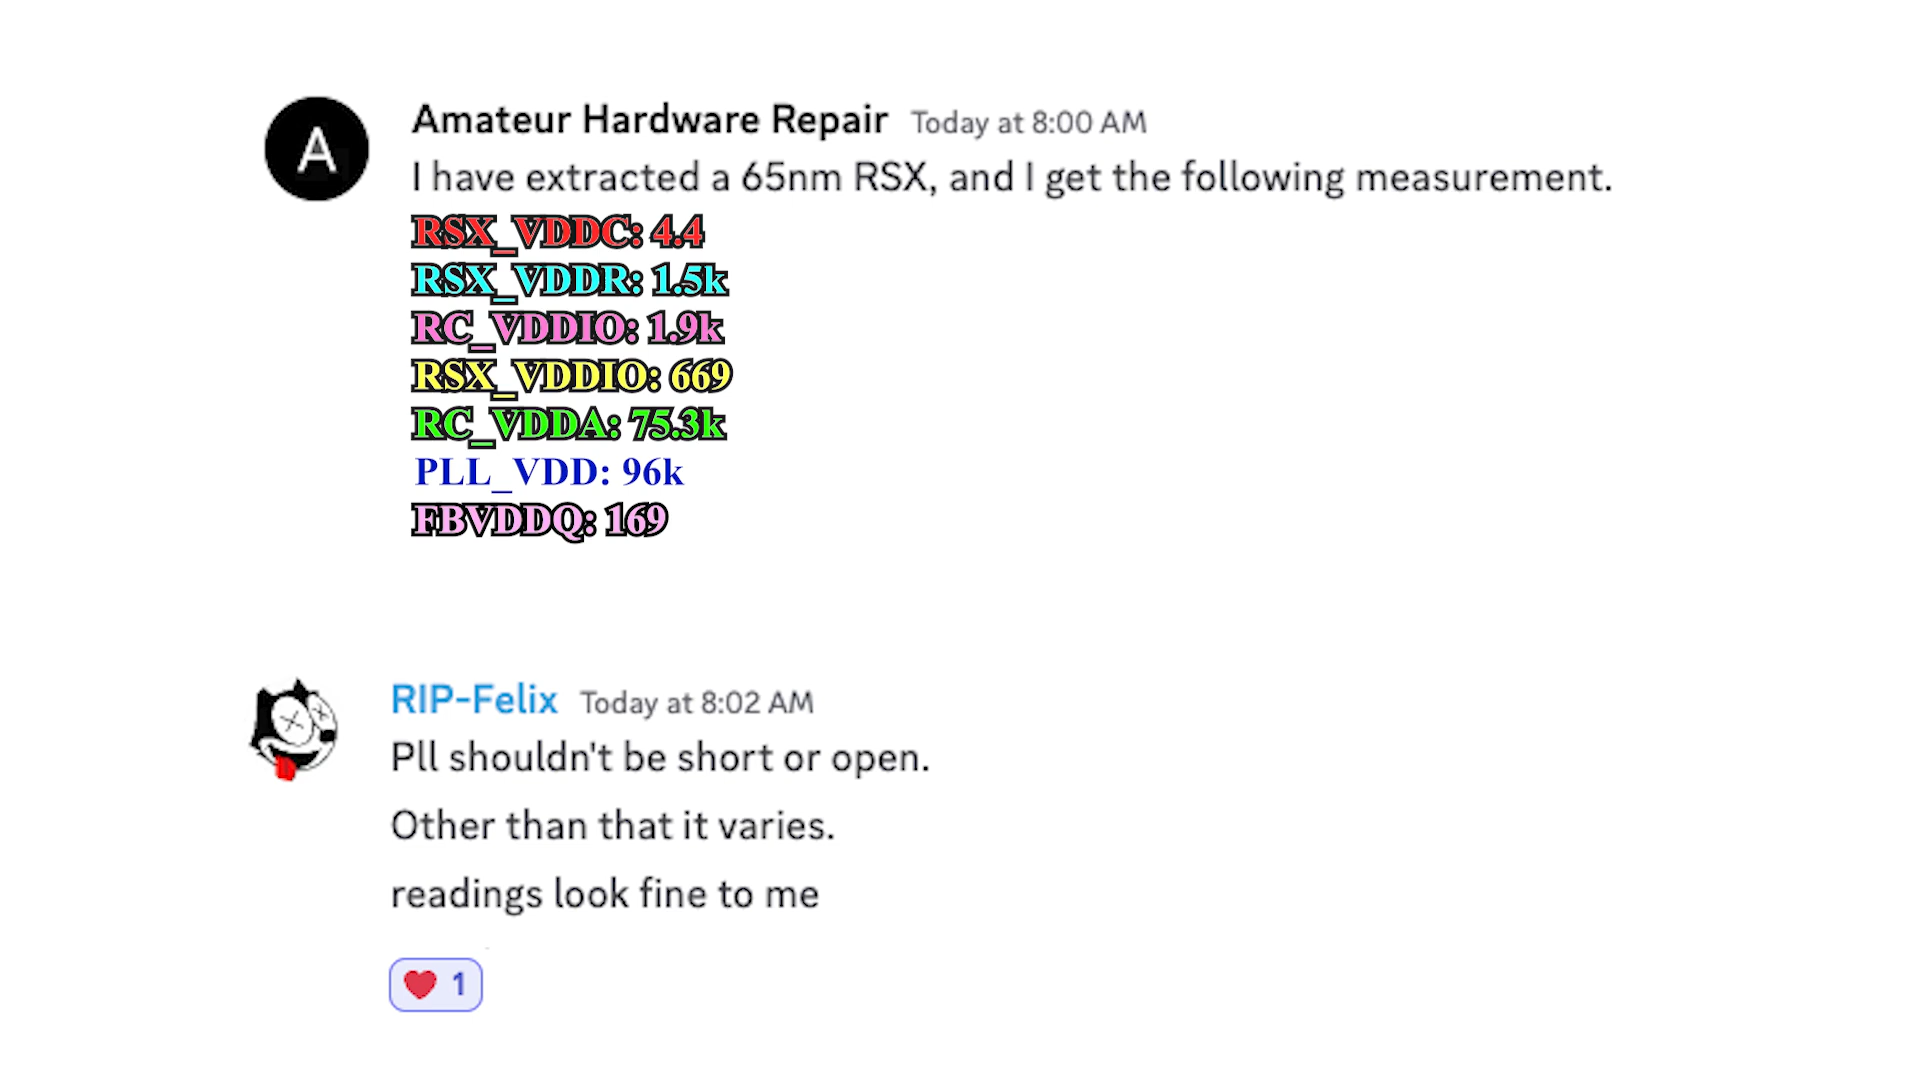 A
Amateur Hardware Repair Today at 8:00 AM
I have extracted a 65nm RSX, and I get the following measurement.
RSX_VDDC: 4.4
RSX_VDDR: 1.5k
RC_VDDIO: 1.9k
RSX_VDDIO: 669
RC_VDDA: 75.3k
PLL_VDD: 96k
FBVDDQ: 169
RIP-Felix Today at 8:02 AM
Pll shouldn't be short or open.
Other than that it varies.
readings look fine to me
1